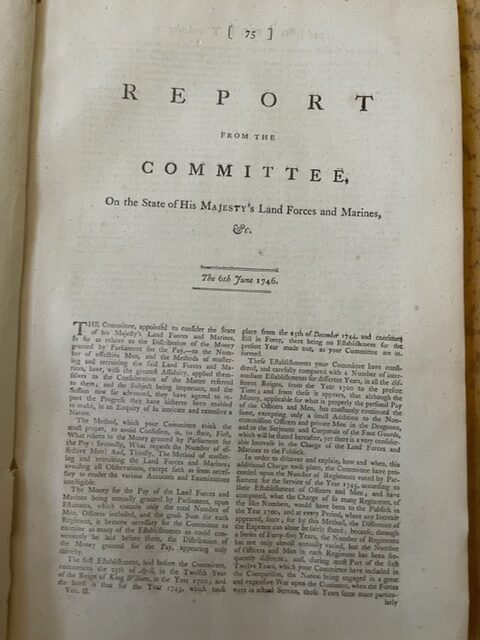 [ 75 ]
REPORT
FROM THE
COMMITTEE,
On the State of His MAJESTY's Land Forces and Marines,
&c.
The 6th June 1746.
THE Committee, appointed to consider the State
of his Majesty's Land Forces and Marines,
so far as relates to the Distribution of the Money
granted by Parliament for the Pay,—to the Num-
ber of effective Men, and the Methods of muster-
ing and recruiting the said Land Forces and Ma-
rines, have, with the greatest Assiduity, applied them-
selves to the Consideration of the Matter referred
to them; and the Subject being important, and the
Session now far advanced, they have agreed to re-
port the Progress they have hitherto been enabled
to make, in an Enquiry of so intricate and extensive a
Nature.
The Method, which your Committee think the
most proper, to avoid Confusion, is, to state, First,
What relates to the Money granted by Parliament for
the Pay: Secondly, What regards the Number of ef-
fective Men! And, Thirdly, The Method of muster-
ing and recruiting the Land Forces and Marines;
avoiding all Observations, except such as seem neces-
sary to render the various Accounts and Examinations
intelligible.
The Money for the Pay of the Land Forces and
Marines being annually granted by Parliament, upon
Estimates, which contain only the total Number of
Men, Officers included, and the gross Sum for each
Regiment, it became necessary for the Committee to
examine as many of the Establishments as could con-
veniently be laid before them, the Distribution of
the Money granted for the Pay, appearing only
thereby.
The first Establishment, laid before the Committee,
commences the 25th of April, in the Twelfth Year
of the Reign of King William, in the Year 1700; and
the last is that for the Year 1745, which took
VOL. II.
place from the 25th of December 1744, and continues
still in Force, there being no Establishment for the
present Year made out, as your Committee are in-
formed.
These Establishments your Committee have consi-
dered, and carefully compared with a Number of inter-
mediate Establishments for different Years, in all the dif-
ferent Reigns, from the Year 1700 to the present
Time; and from these it appears, that although the
Money, applicable for what is properly the personal Pay
of the Officers and Men, has constantly continued the
same, excepting only a small Addition to the Non-
commission Officers and private Men in the Dragoons,
and to the Serjeants and Corporals of the Foot Guards,
which will be stated hereafter, yet there is a very consider-
able Increase in the Charge of the Land Forces and
Marines to the Publick.
In order to discover and explain, how and when, this
additional Charge took place, the Committee have pro-
ceeded upon the Number of Regiments voted by Par-
liament for the Service of the Year 1745, according to
their Establishment of Officers and Men; and have
computed, what the Charge of so many Regiments, of
the like Numbers, would have been to the Publick in
the Year 1700, and at every Period, where any Increase
appeared, since; for by this Method, the Difference of
the Expence can alone be fairly stated; because, through
a Series of forty-five Years, the Number of Regiments
has not only almost annually varied, but the Number
of Officers and Men in each Regiment has been fre-
quently different; and, during most Part of the first
Twelve Years, which your Committee have included in
the Comparison, the Nation being engaged in a great
and expensive War upon the Continent, when the Forces
were in actual Service, those Years seem more particu-
larly